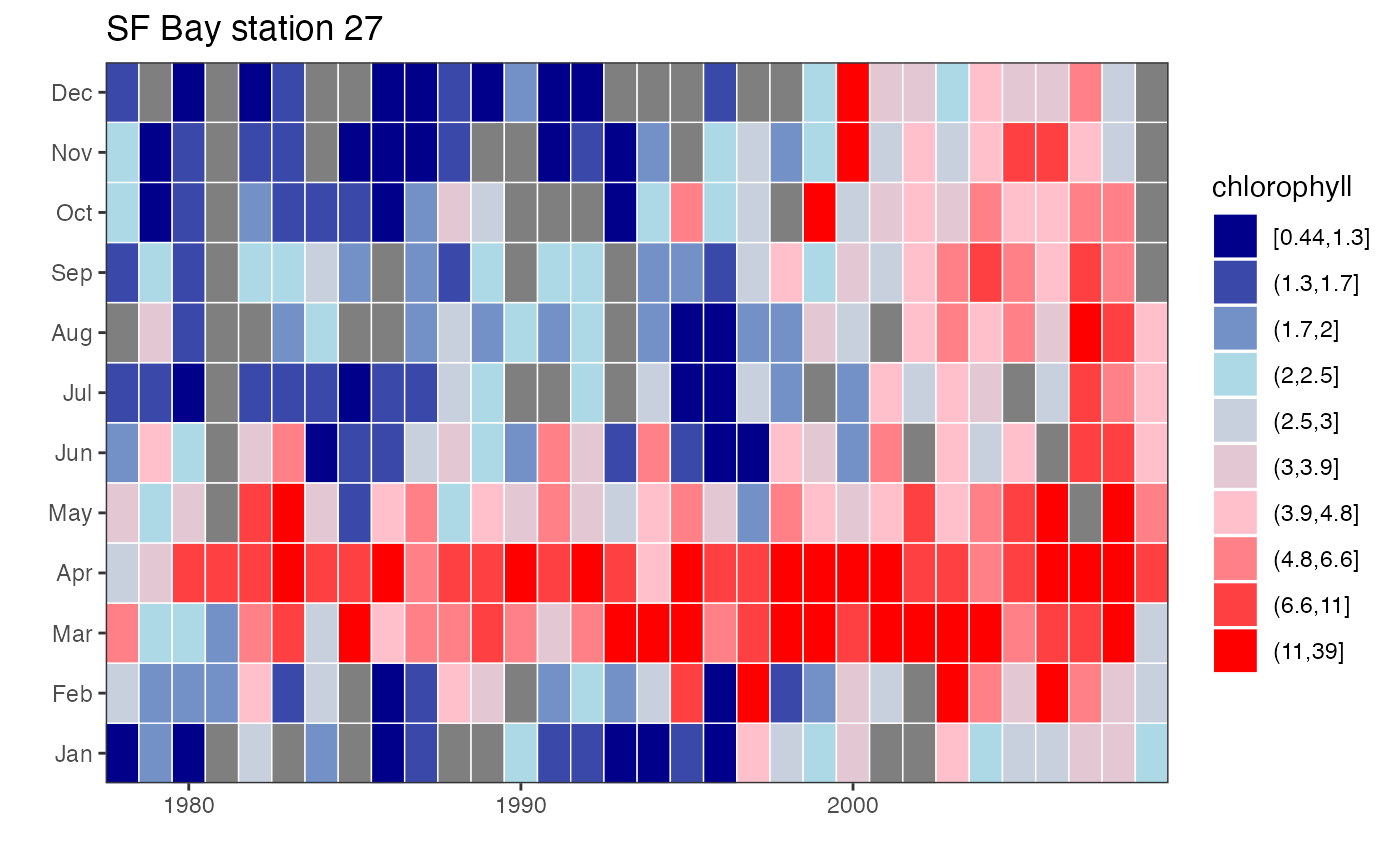 SF Bay station 27
Dec
Nov
Oct
Sep
Aug
Jul
Jun
May
Apr
Mar
Feb
Jan
1980
1990
2000
chlorophyll
[0.44,1.3]
(1.3,1.7]
(1.7,2]
(2,2.5]
(2.5,3]
(3,3.9]
(3.9,4.8]
(4.8,6.6]
(6.6,11]
(11,39]